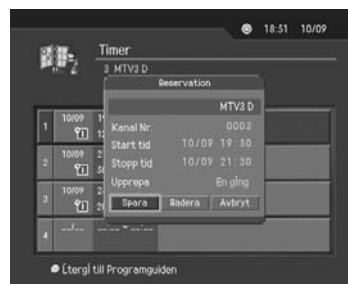 18:51 10/09
Timer
3 MTV3 D
Reservation
MTV3 D
Kanal Nr. 0003
Start tid 10/09 19:30
Stopp tid 10/09 21:30
Upprepa En gång
Spara Radera Avbryt
1 10/09
2 10/09
3 10/09
4 --/-- --:-- ~ --:--
till Programguiden